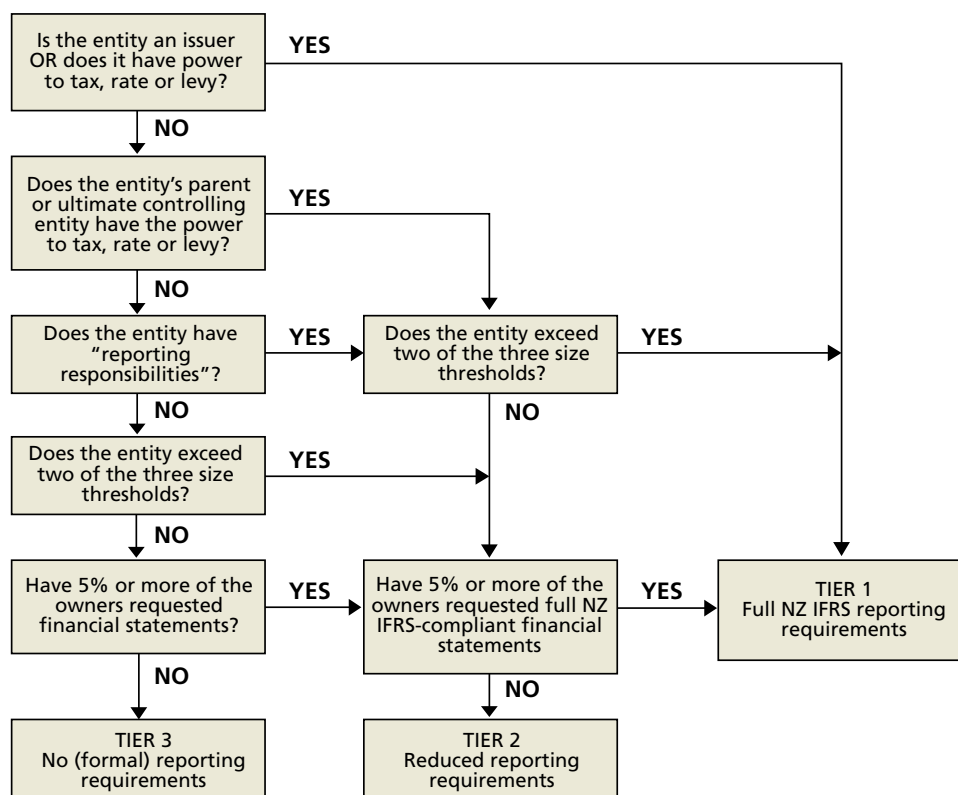 Is the entity an issuer
OR does it have power
to tax, rate or levy?
YES
NO
Does the entity's parent
or ultimate controlling
entity have the power
to tax, rate or levy?
YES
NO
Does the entity have
“reporting
responsibilities”?
YES
Does the entity exceed
two of the three size
thresholds?
YES
NO
NO
Does the entity exceed
two of the three size
thresholds?
YES
NO
Have 5% or more of the
owners requested
financial statements?
YES
Have 5% or more of the
owners requested full NZ
IFRS-compliant financial
statements
YES
TIER 1
Full NZ IFRS reporting
requirements
NO
NO
TIER 3
No (formal) reporting
requirements
TIER 2
Reduced reporting
requirements